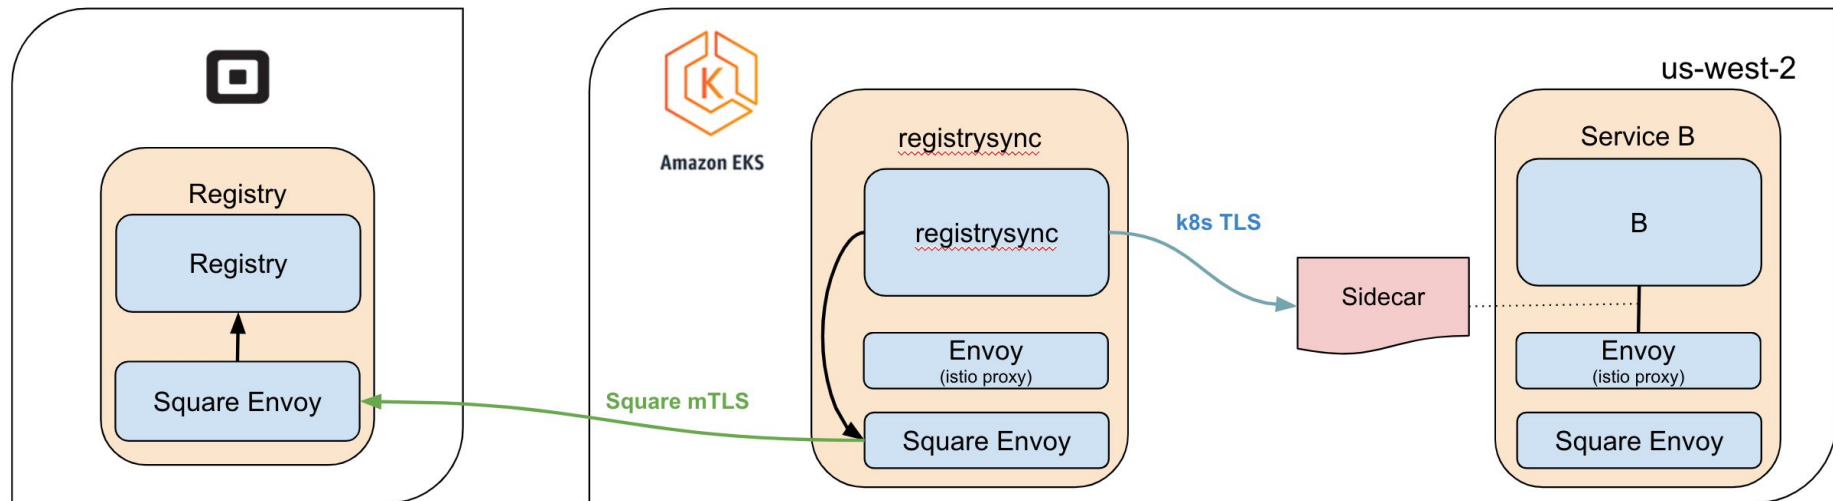 Registry
Registry
Square Envoy
Square mTLS
K
Amazon EKS
registrysync
registrysync
Envoy
(istio proxy)
Square Envoy
k8s TLS
Sidecar
us-west-2
Service B
B
Envoy
(istio proxy)
Square Envoy